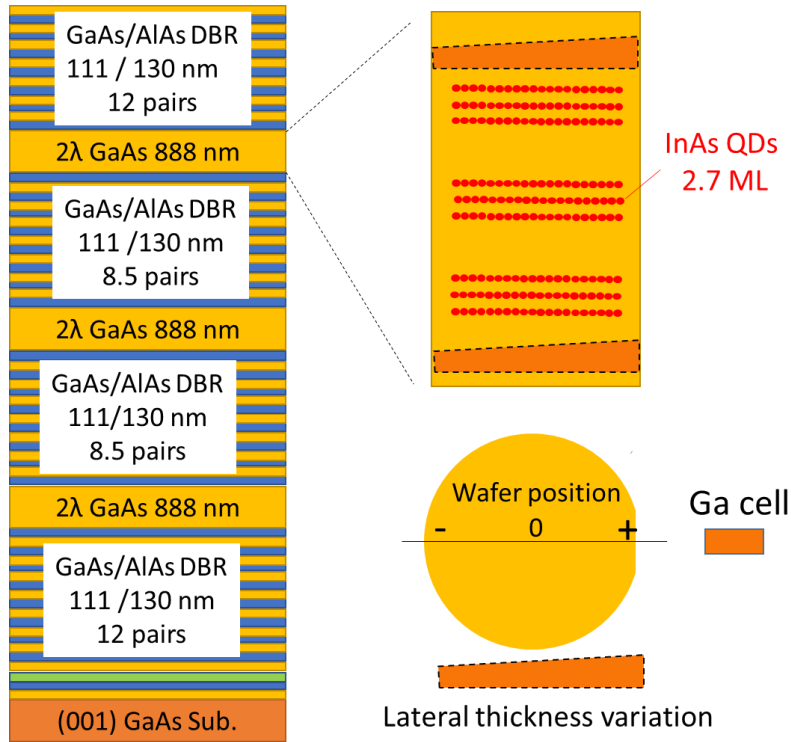 GaAs/AlAs DBR
111 / 130 nm
12 pairs
2λ GaAs 888 nm
GaAs/AlAs DBR
111 /130 nm
8.5 pairs
2λ GaAs 888 nm
GaAs/AlAs DBR
111/130 nm
8.5 pairs
2λ GaAs 888 nm
GaAs/AlAs DBR
111 /130 nm
12 pairs
(001) GaAs Sub.
InAs QDs
2.7 ML
Wafer position
- 0 +
Ga cell
Lateral thickness variation